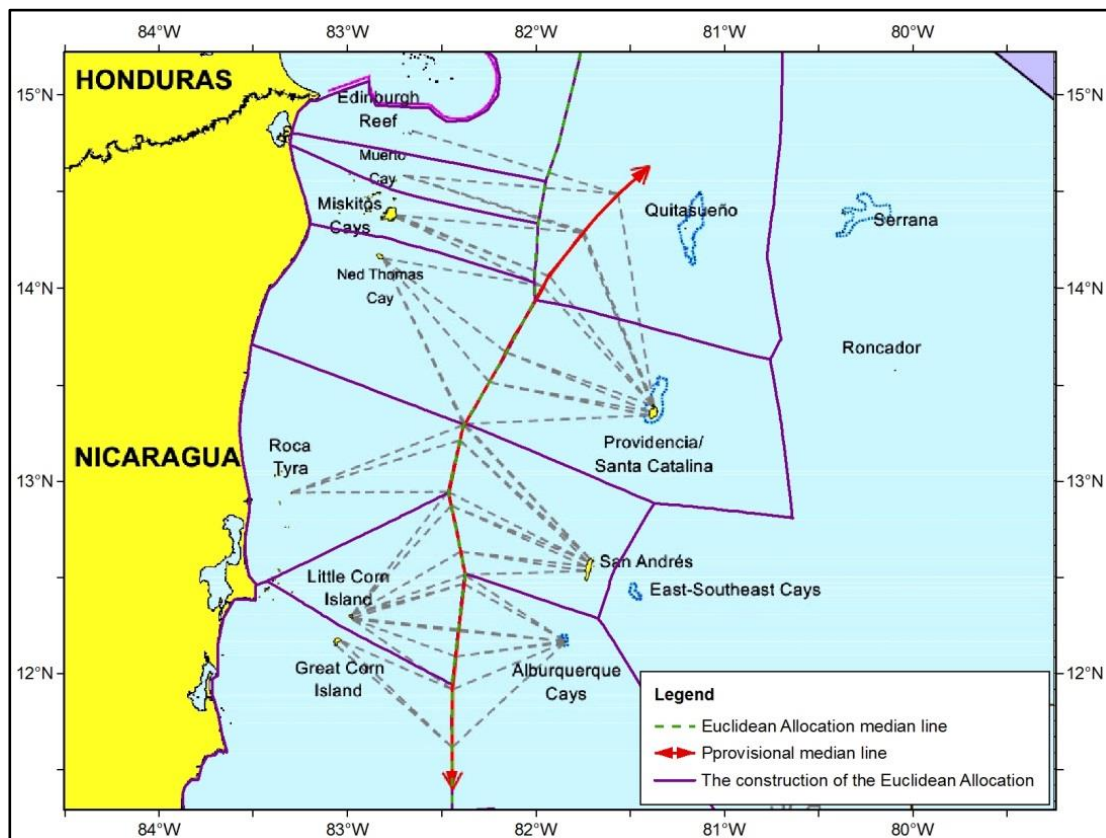 84°W 83°W 82°W 81°W 80°W
HONDURAS
15°N
15°N
Edinburgh
Reef
Muerto
Cay
Miskitos
Cays
Quitasueño
Serrana
14°N
14°N
Ned Thomas
Cay
Roncador
NICARAGUA
Roca
Tyra
Providencia/
Santa Catalina
13°N
13°N
San Andrés
Little Corn
Island
East-Southeast Cays
12°N
12°N
Great Corn
Island
Alburquerque
Cays
Legend
Euclidean Allocation median line
Pprovisional median line
The construction of the Euclidean Allocation
84°W 83°W 82°W 81°W 80°W